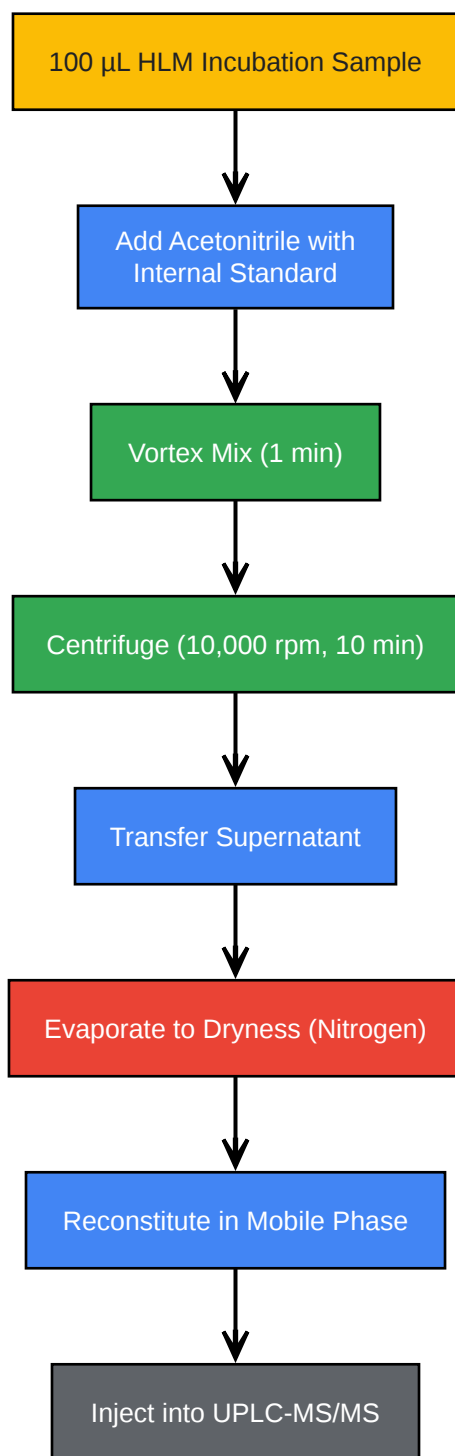 100 µL HLM Incubation Sample
Add Acetonitrile with
Internal Standard
Vortex Mix (1 min)
Centrifuge (10,000 rpm, 10 min)
Transfer Supernatant
Evaporate to Dryness (Nitrogen)
Reconstitute in Mobile Phase
Inject into UPLC-MS/MS